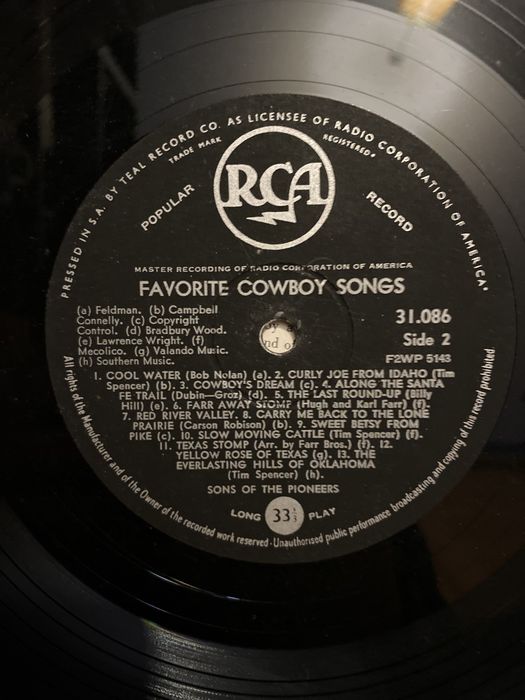 PRESSED IN S.A. BY TEAL RECORD CO. AS LICENSEE OF RADIO CORPORATION OF AMERICA.
TRADE MARK
REGISTERED.
RCA
POPULAR
RECORD
MASTER RECORDING OF RADIO CORPORATION OF AMERICA
FAVORITE COWBOY SONGS
(a) Feldman. (b) Campbell
Connelly. (c) Copyright
Control. (d) Bradbury Wood.
(e) Lawrence Wright. (f)
Mecolico. (g) Valando Music.
(h) Southern Music.
31.086
Side 2
F2WP 5143
1. COOL WATER (Bob Nolan) (a). 2. CURLY JOE FROM IDAHO (Tim
Spencer) (b). 3. COWBOY'S DREAM (c). 4. ALONG THE SANTA
FE TRAIL (Dubin—Groz) (d). 5. THE LAST ROUND-UP (Billy
Hill) (e). 6. FARR AWAY STOMP (Hugh and Karl Farr) (f).
7. RED RIVER VALLEY. 8. CARRY ME BACK TO THE LONE
PRAIRIE (Carson Robison) (b). 9. SWEET BETSY FROM
PIKE (c). 10. SLOW MOVING CATTLE (Tim Spencer) (f).
11. TEXAS STOMP (Arr. by Farr Bros.) (f). 12.
YELLOW ROSE OF TEXAS (g). 13. THE
EVERLASTING HILLS OF OKLAHOMA
(Tim Spencer) (h).
SONS OF THE PIONEERS
LONG 33⅓ PLAY
All rights of the Manufacturer and of the Owner of the recorded work reserved · Unauthorised public performance broadcasting and copying of this record prohibited